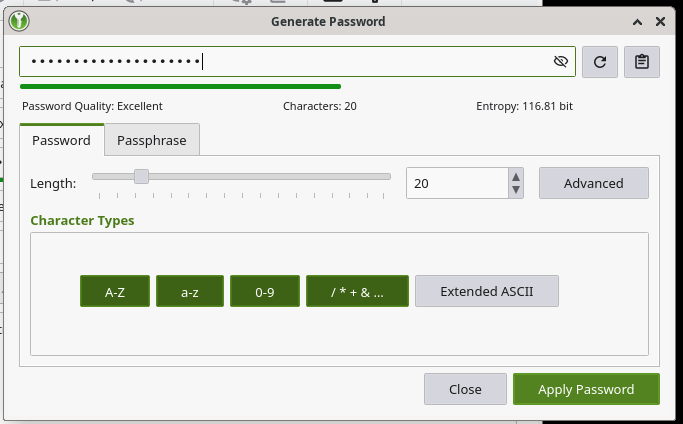 Generate Password
••••••••••••••••••••
Password Quality: Excellent Characters: 20 Entropy: 116.81 bit
Password Passphrase
Length: 20 Advanced
Character Types
A-Z a-z 0-9 / * + & ... Extended ASCII
Close Apply Password